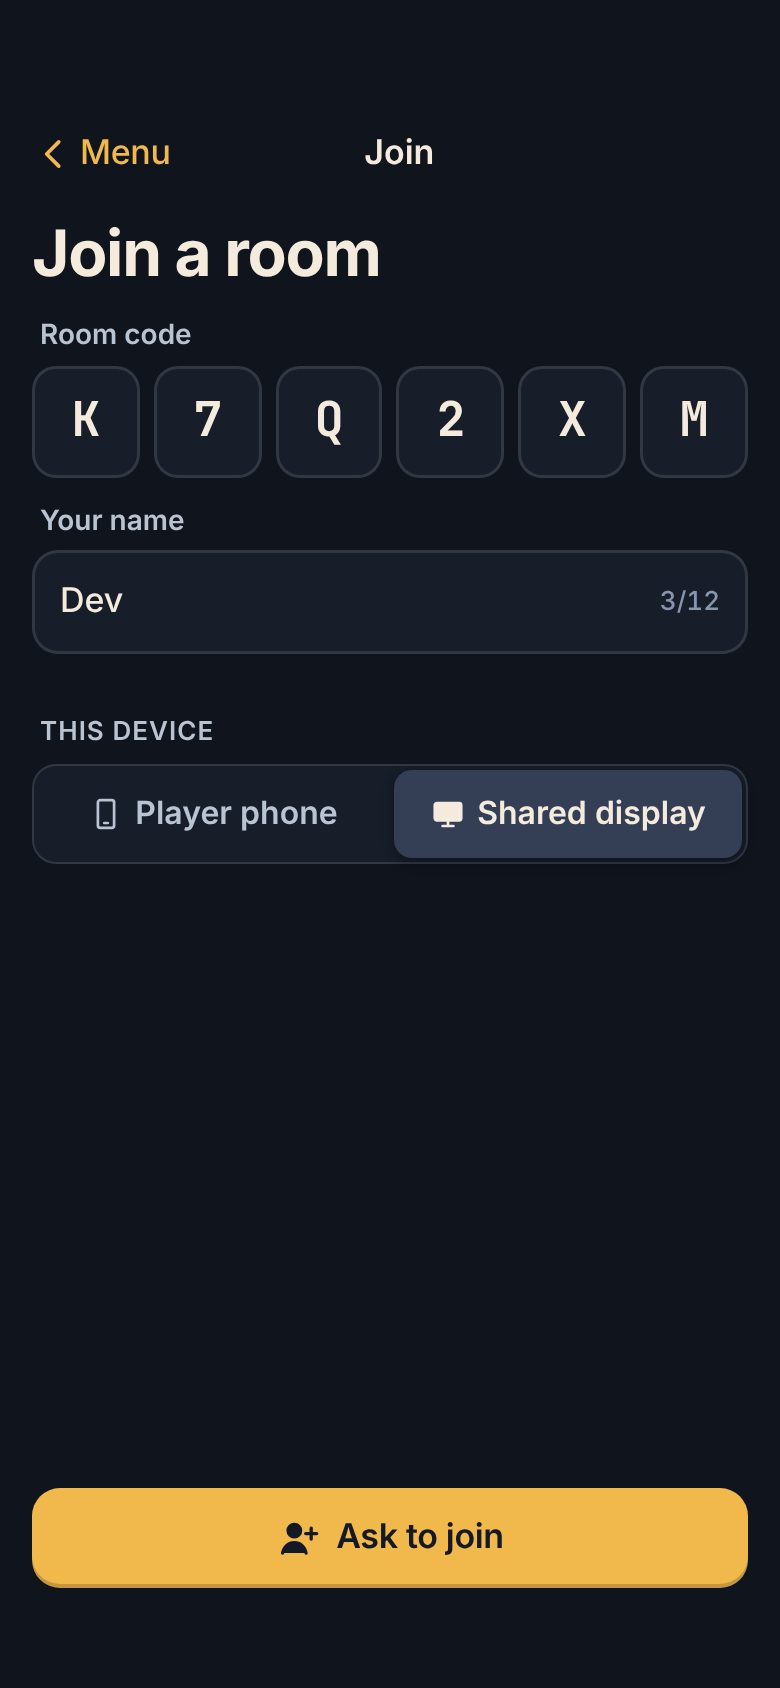 Menu
Join
Join a room
Room code
K 7 Q 2 X M
Your name
Dev
3/12
THIS DEVICE
Player phone
Shared display
Ask to join